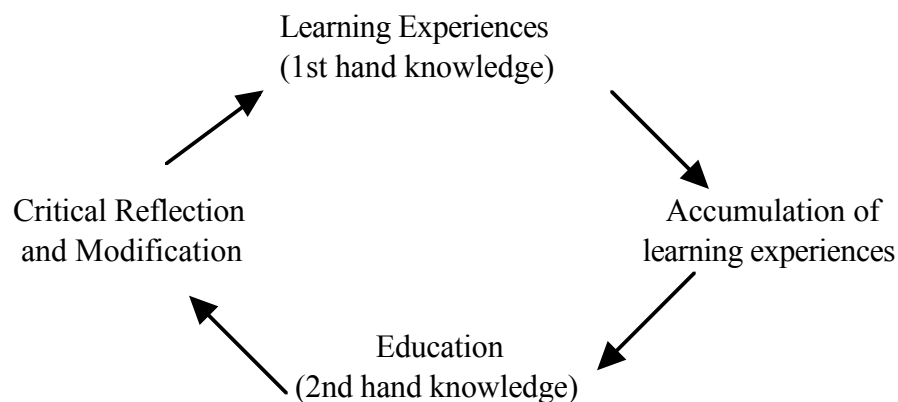 Learning Experiences
(1st hand knowledge)
Critical Reflection
and Modification
Accumulation of
learning experiences
Education
(2nd hand knowledge)